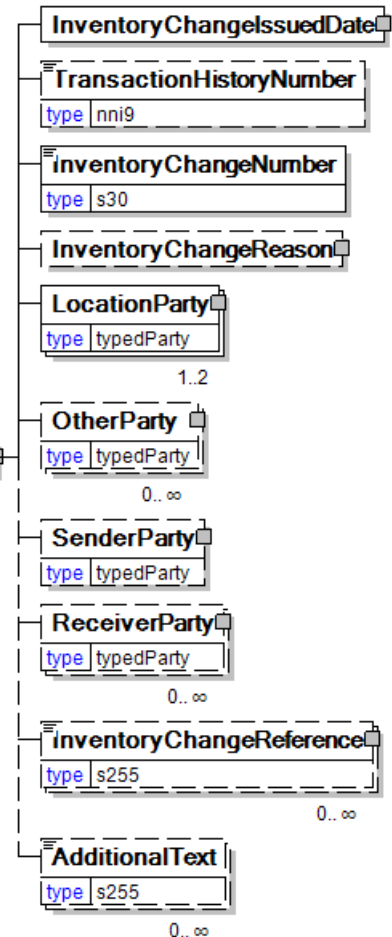 InventoryChangeIssuedDate
TransactionHistoryNumber
type nni9
InventoryChangeNumber
type s30
InventoryChangeReason
LocationParty
type typedParty
1..2
OtherParty
type typedParty
0.. ∞
SenderParty
type typedParty
ReceiverParty
type typedParty
0.. ∞
InventoryChangeReference
type s255
0.. ∞
AdditionalText
type s255
0.. ∞